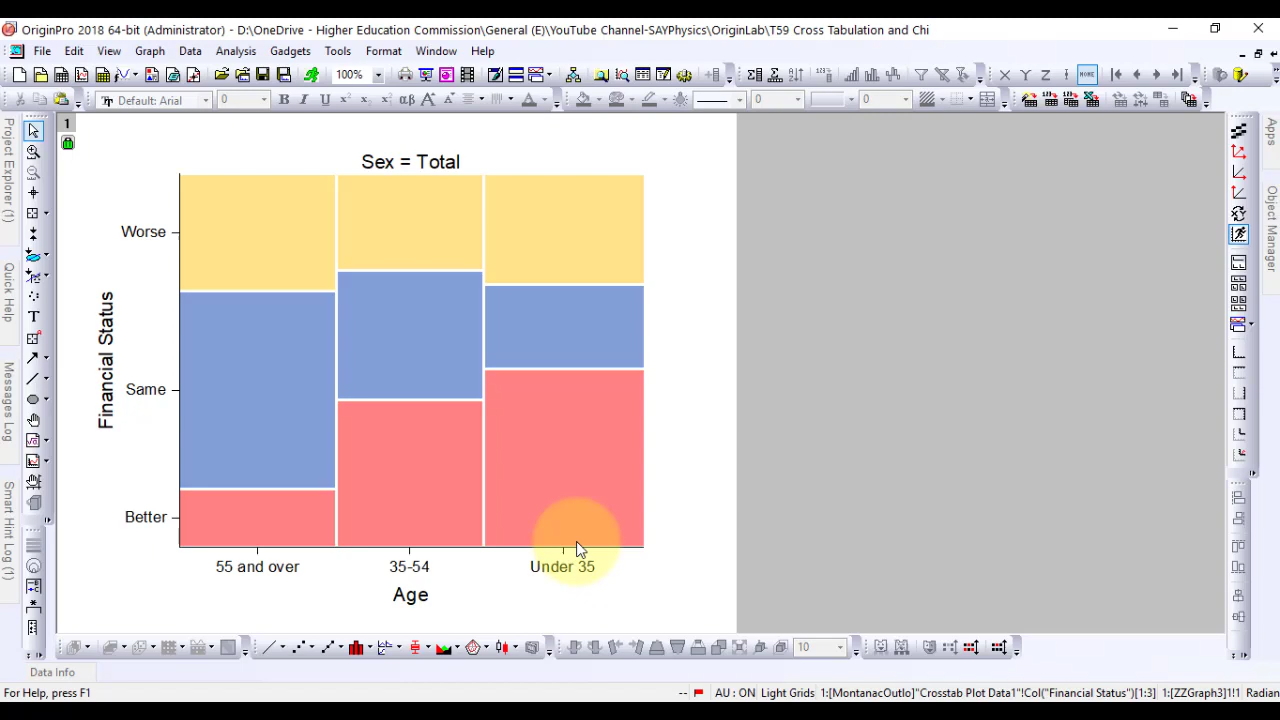 OriginPro 2018 64-bit (Administrator) - D:\OneDrive - Higher Education Commission\General (E)\YouTube Channel-SAYPhysics\OriginLab\T59 Cross Tabulation and Chi
File Edit View Graph Data Analysis Gadgets Tools Format Window Help
100%
Default: Arial 0 B I U 0 0
1
Project Explorer (1)
Quick Help
Messages Log
Smart Hint Log (1)
Apps
Object Manager
Sex = Total
Financial Status
Worse
Same
Better
55 and over 35-54 Under 35
Age
10
Data Info
For Help, press F1 -- AU : ON Light Grids 1:[MontanacOutlo]"Crosstab Plot Data1"!Col("Financial Status")[1:3] 1:[ZZGraph3]1!1 Radian